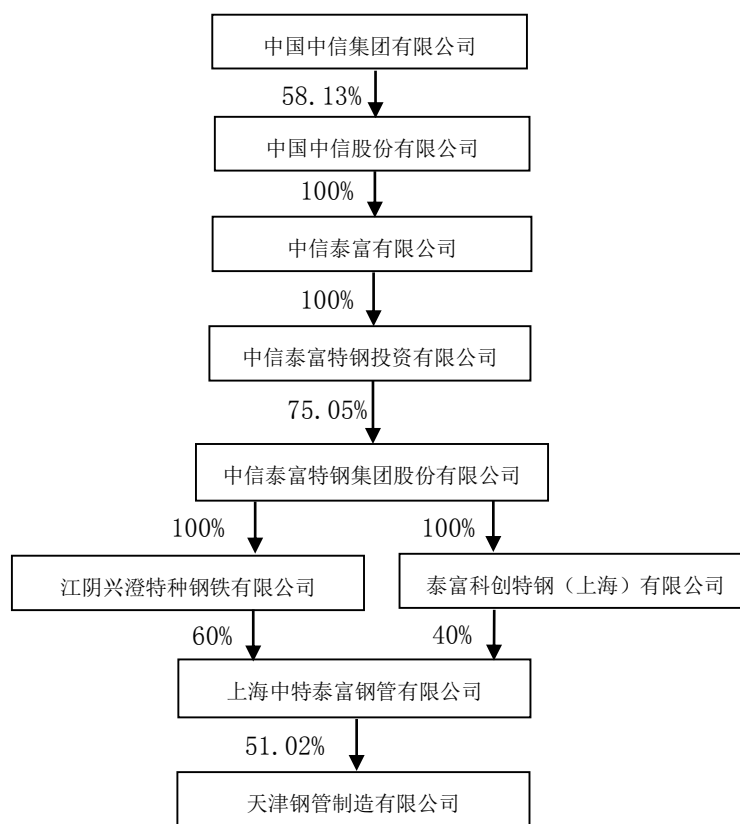 中国中信集团有限公司
58.13%
中国中信股份有限公司
100%
中信泰富有限公司
100%
中信泰富特钢投资有限公司
75.05%
中信泰富特钢集团股份有限公司
100%
100%
江阴兴澄特种钢铁有限公司
泰富科创特钢（上海）有限公司
60%
40%
上海中特泰富钢管有限公司
51.02%
天津钢管制造有限公司